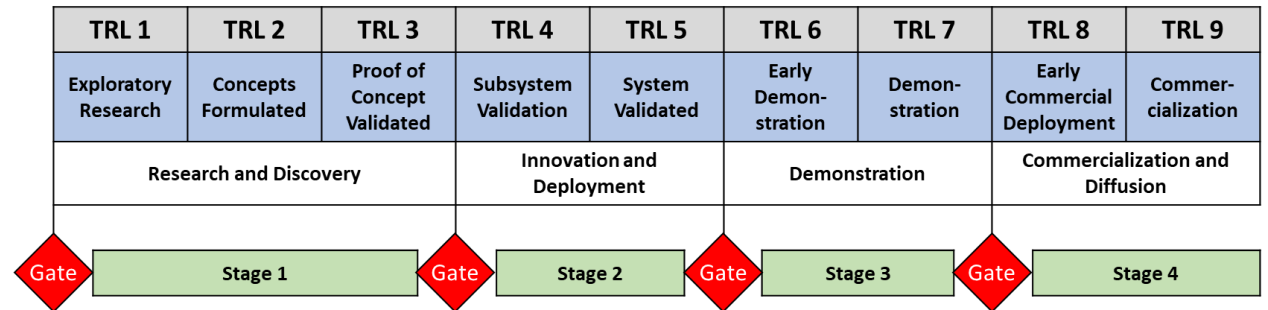 TRL 1 TRL 2 TRL 3 TRL 4 TRL 5 TRL 6 TRL 7 TRL 8 TRL 9
Exploratory
Research
Concepts
Formulated
Proof of
Concept
Validated
Subsystem
Validation
System
Validated
Early
Demon-
stration
Demon-
stration
Early
Commercial
Deployment
Commer-
cialization
Research and Discovery
Innovation and
Deployment
Demonstration
Commercialization and
Diffusion
Gate Stage 1 Gate Stage 2 Gate Stage 3 Gate Stage 4